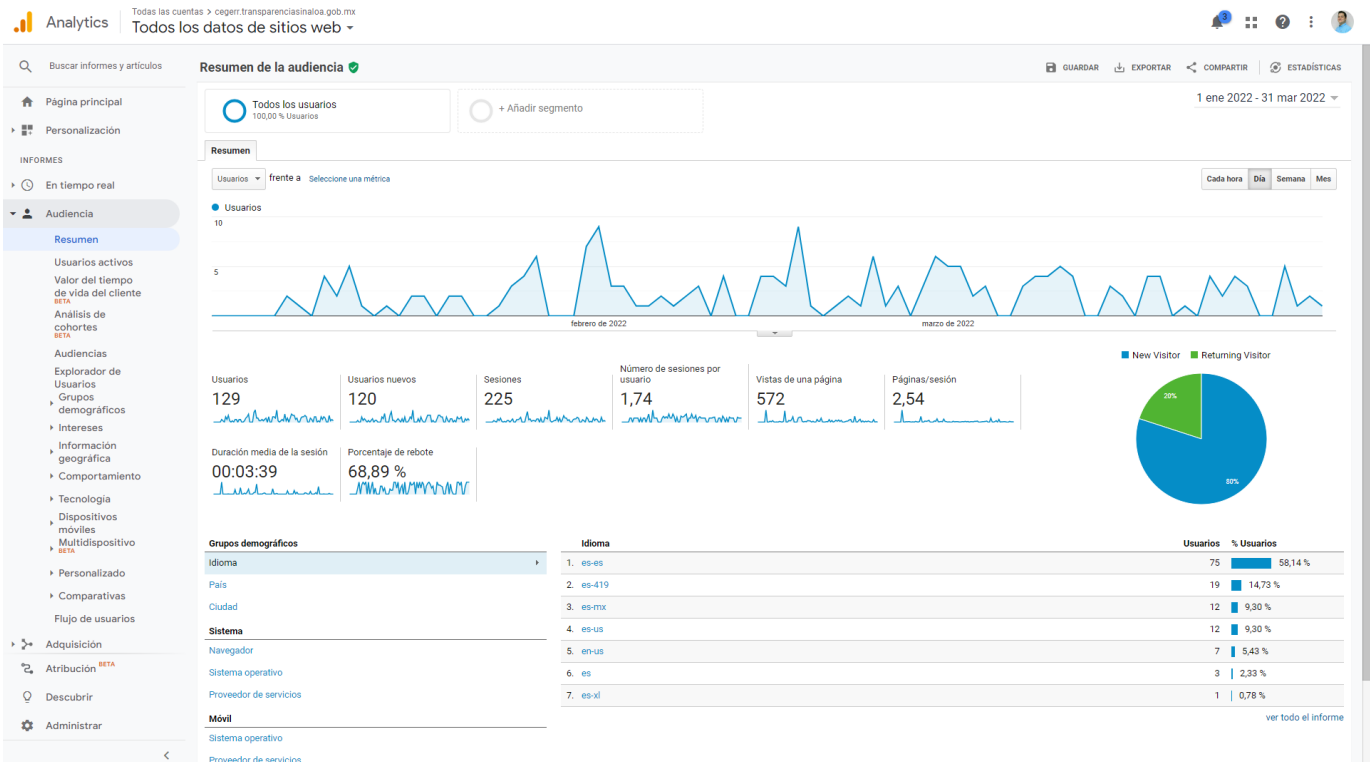 Analytics
Todas las cuentas > cegerr.transparenciasinaloa.gob.mx
Todos los datos de sitios web
3
Buscar informes y artículos
Página principal
Personalización
INFORMES
En tiempo real
Audiencia
Resumen
Usuarios activos
Valor del tiempo
de vida del cliente
BETA
Análisis de
cohortes
BETA
Audiencias
Explorador de
Usuarios
Grupos
demográficos
Intereses
Información
geográfica
Comportamiento
Tecnología
Dispositivos
móviles
Multidispositivo
BETA
Personalizado
Comparativas
Flujo de usuarios
Adquisición
Atribución BETA
Descubrir
Administrar
Resumen de la audiencia
GUARDAR EXPORTAR COMPARTIR ESTADÍSTICAS
Todos los usuarios
100,00 % Usuarios
+ Añadir segmento
1 ene 2022 - 31 mar 2022
Resumen
Usuarios frente a Seleccione una métrica
Cada hora Día Semana Mes
Usuarios
10
5
febrero de 2022 marzo de 2022
New Visitor Returning Visitor
20%
80%
Usuarios
129
Usuarios nuevos
120
Sesiones
225
Número de sesiones por
usuario
1,74
Vistas de una página
572
Páginas/sesión
2,54
Duración media de la sesión
00:03:39
Porcentaje de rebote
68,89 %
Grupos demográficos
Idioma
País
Ciudad
Sistema
Navegador
Sistema operativo
Proveedor de servicios
Móvil
Sistema operativo
Proveedor de servicios
Idioma Usuarios % Usuarios
1. es-es 75 58,14 %
2. es-419 19 14,73 %
3. es-mx 12 9,30 %
4. es-us 12 9,30 %
5. en-us 7 5,43 %
6. es 3 2,33 %
7. es-xl 1 0,78 %
ver todo el informe